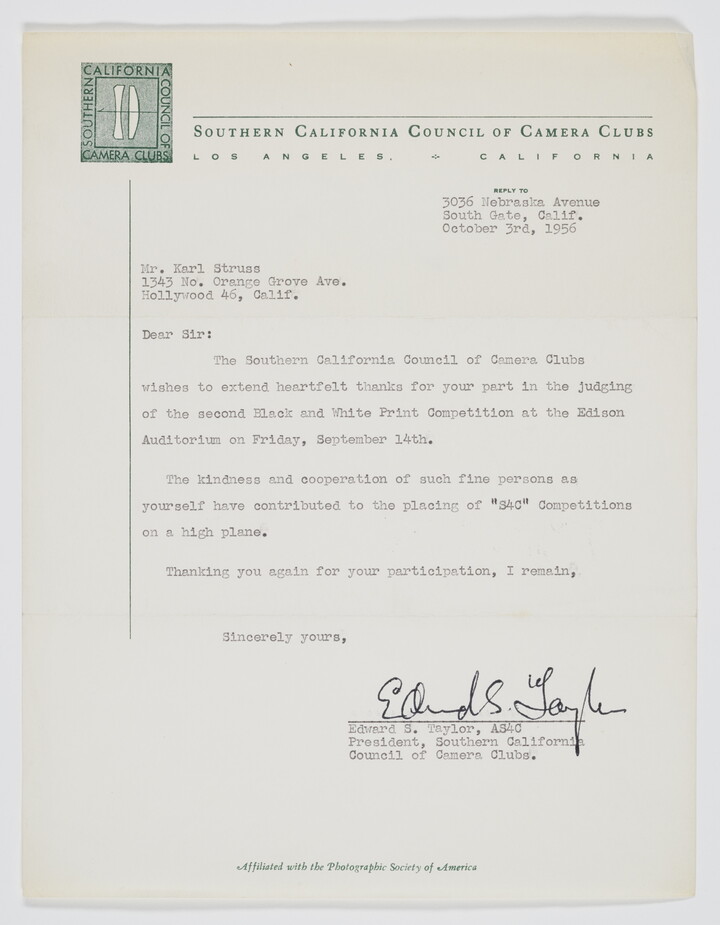 SOUTHERN CALIFORNIA COUNCIL OF CAMERA CLUBS
SOUTHERN CALIFORNIA COUNCIL OF CAMERA CLUBS
LOS ANGELES, CALIFORNIA
REPLY TO
3036 Nebraska Avenue
South Gate, Calif.
October 3rd, 1956
Mr. Karl Struss
1343 No. Orange Grove Ave.
Hollywood 46, Calif.
Dear Sir:
The Southern California Council of Camera Clubs
wishes to extend heartfelt thanks for your part in the judging
of the second Black and White Print Competition at the Edison
Auditorium on Friday, September 14th.
The kindness and cooperation of such fine persons as
yourself have contributed to the placing of "S4C" Competitions
on a high plane.
Thanking you again for your participation, I remain,
Sincerely yours,
Edward S. Taylor
Edward S. Taylor, AS4C
President, Southern California
Council of Camera Clubs.
Affiliated with the Photographic Society of America